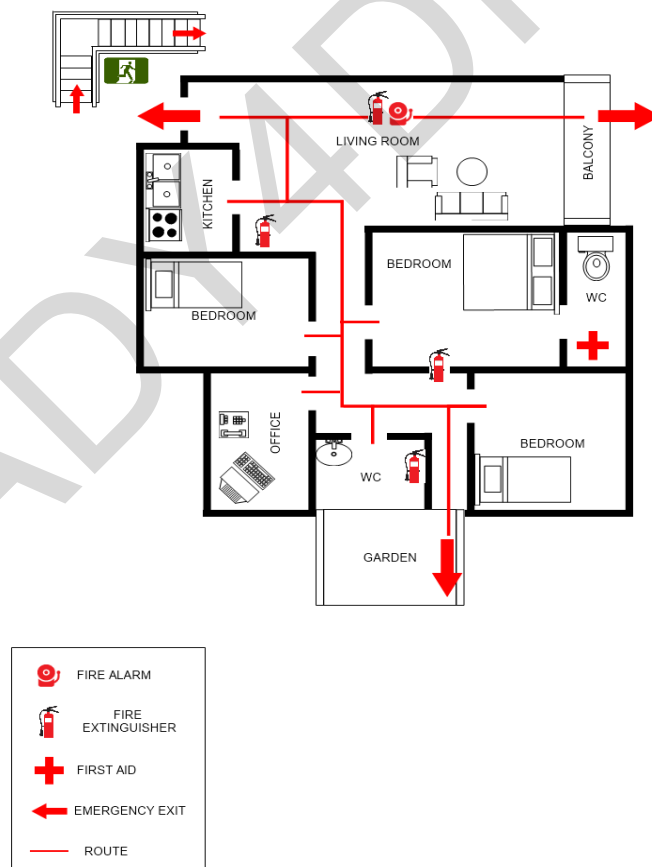 LIVING ROOM
BALCONY
KITCHEN
BEDROOM
WC
BEDROOM
OFFICE
BEDROOM
WC
GARDEN
FIRE ALARM
FIRE
EXTINGUISHER
FIRST AID
EMERGENCY EXIT
ROUTE